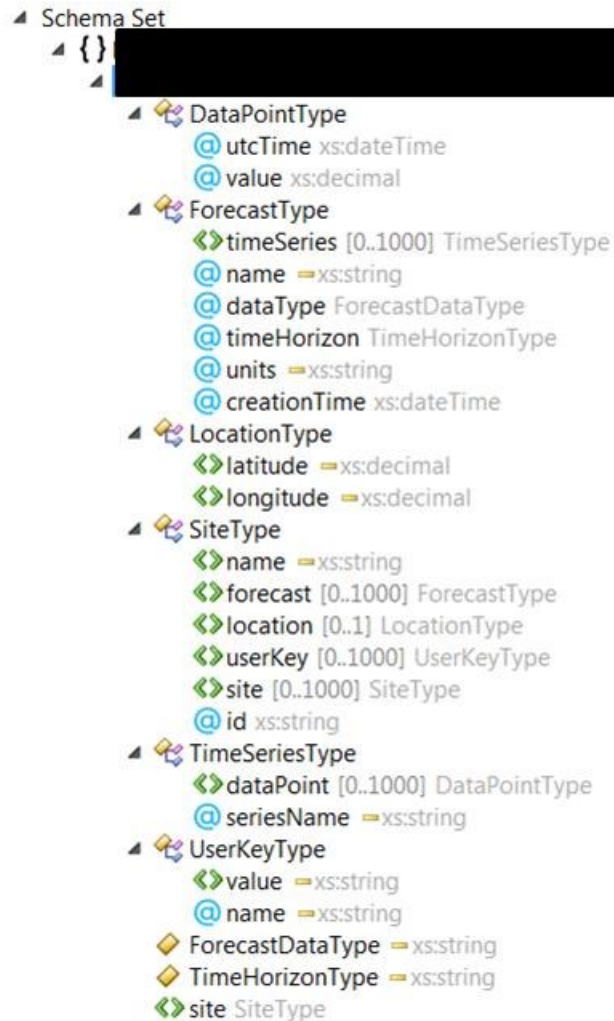 Schema Set
{ }
DataPointType
@ utcTime xs:dateTime
@ value xs:decimal
ForecastType
<> timeSeries [0..1000] TimeSeriesType
@ name xs:string
@ dataType ForecastDataType
@ timeHorizon TimeHorizonType
@ units xs:string
@ creationTime xs:dateTime
LocationType
<> latitude xs:decimal
<> longitude xs:decimal
SiteType
<> name xs:string
<> forecast [0..1000] ForecastType
<> location [0..1] LocationType
<> userKey [0..1000] UserKeyType
<> site [0..1000] SiteType
@ id xs:string
TimeSeriesType
<> dataPoint [0..1000] DataPointType
@ seriesName xs:string
UserKeyType
<> value xs:string
@ name xs:string
ForecastDataType xs:string
TimeHorizonType xs:string
<> site SiteType